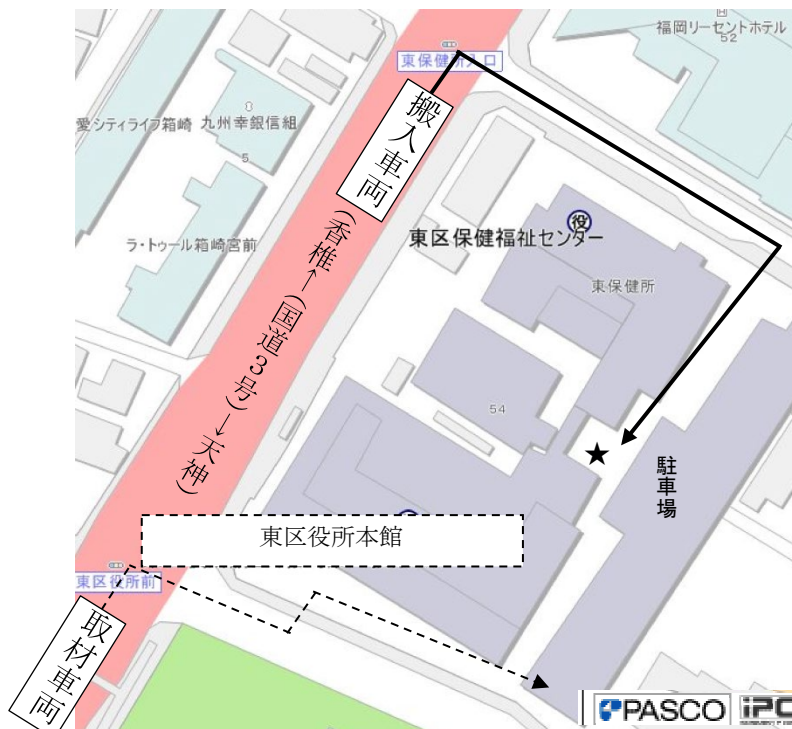 福岡リーセントホテル
52
東保健所入口
搬入車両
愛シティライフ箱崎
九州幸銀信組
5
ラ・トゥール箱崎宮前
役
東区保健福祉センター
東保健所
(香椎←(国道3号)→天神)
54
★
駐車場
東区役所本館
東区役所前
取材車両
PASCO